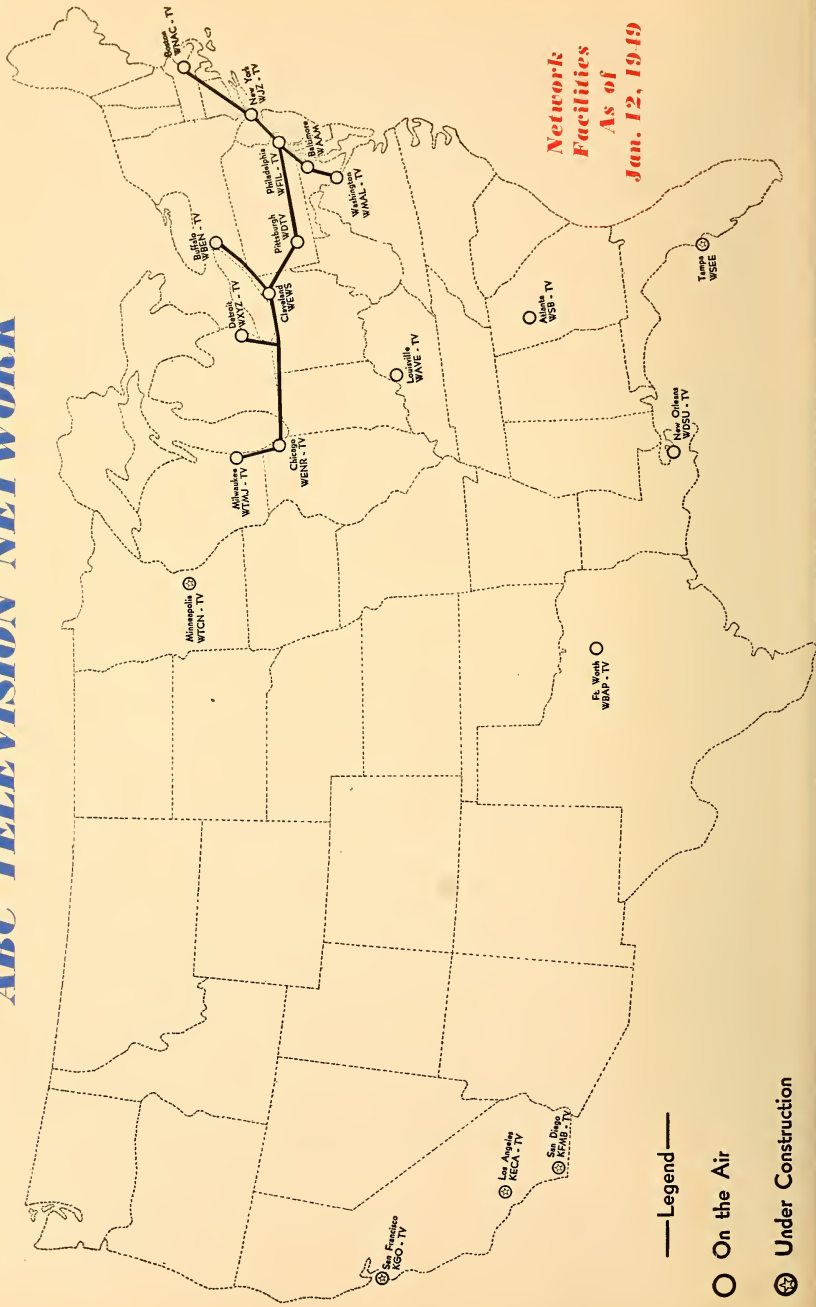 ABC TELEVISION NETWORK
Network
Facilities
As of
Jan. 12, 1949
Boston
WNAC - TV
New York
WJZ - TV
Philadelphia
WFIL - TV
Baltimore
WAAM
Washington
WMAL - TV
Buffalo
WBEN - TV
Pittsburgh
WDTV
Cleveland
WEWS
Detroit
WXYZ - TV
Chicago
WENR - TV
Milwaukee
WTMJ - TV
Louisville
WAVE - TV
Atlanta
WSB - TV
Tampa
WSEE
New Orleans
WDSU - TV
Minneapolis
WTCN - TV
Ft. Worth
WBAP - TV
Los Angeles
KECA - TV
San Diego
KFMB - TV
San Francisco
KGO - TV
Legend
On the Air
Under Construction